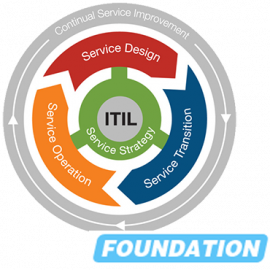 Continual Service Improvement
Service Design
ITIL
Service Strategy
Service Operation
Service Transition
FOUNDATION